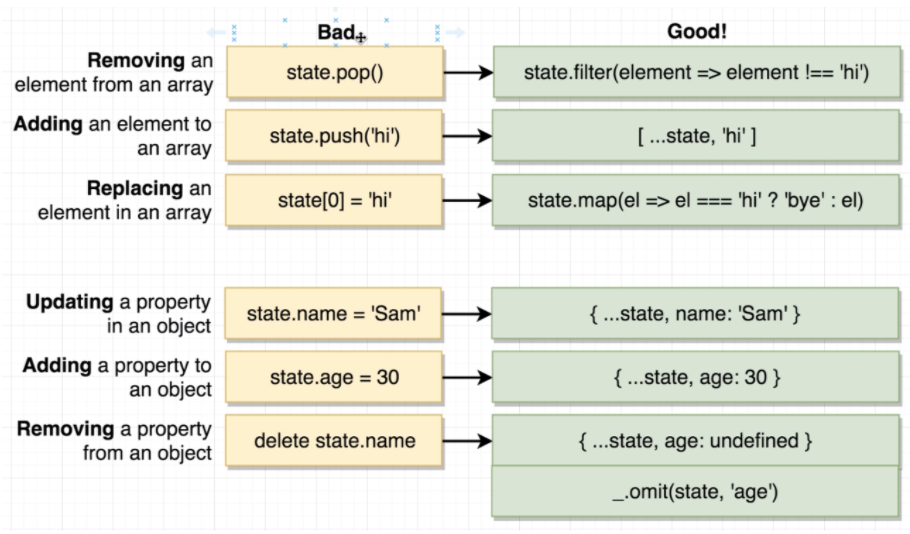 Bad
Good!
Removing an
element from an array
state.pop()
state.filter(element => element !== 'hi')
Adding an element to
an array
state.push('hi')
[ ...state, 'hi' ]
Replacing an
element in an array
state[0] = 'hi'
state.map(el => el === 'hi' ? 'bye' : el)
Updating a property
in an object
state.name = 'Sam'
{ ...state, name: 'Sam' }
Adding a property to
an object
state.age = 30
{ ...state, age: 30 }
Removing a property
from an object
delete state.name
{ ...state, age: undefined }
_.omit(state, 'age')